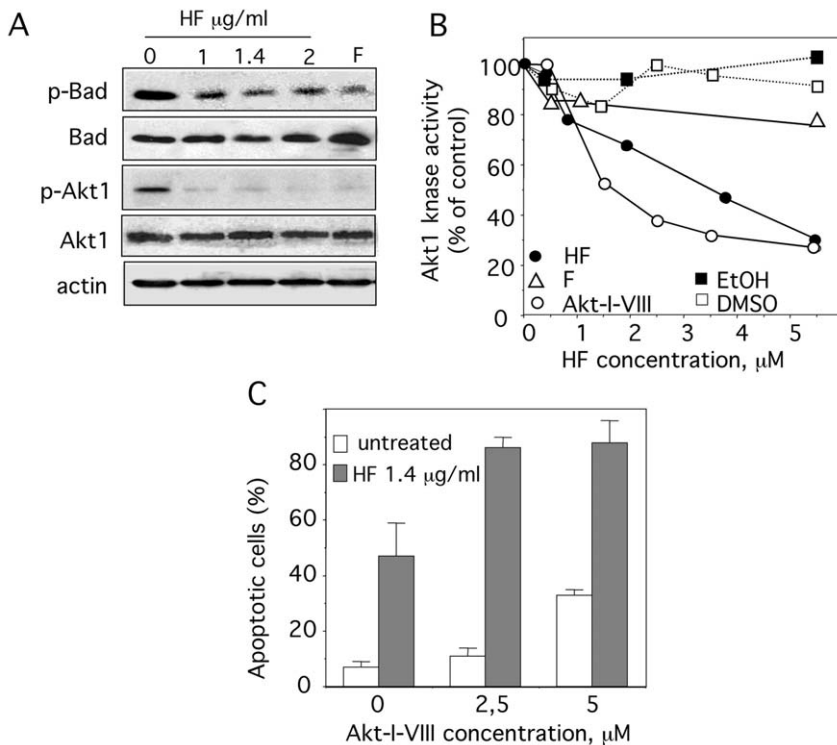 A
HF μg/ml
0 1 1.4 2 F
p-Bad
Bad
p-Akt1
Akt1
actin
B
Akt1 knase activity
(% of control)
100
80
60
40
20
0
HF
F
Akt-I-VIII
EtOH
DMSO
0 1 2 3 4 5
HF concentration, μM
C
Apoptotic cells (%)
80
60
40
20
0
untreated
HF 1.4 μg/ml
0 2,5 5
Akt-I-VIII concentration, μM